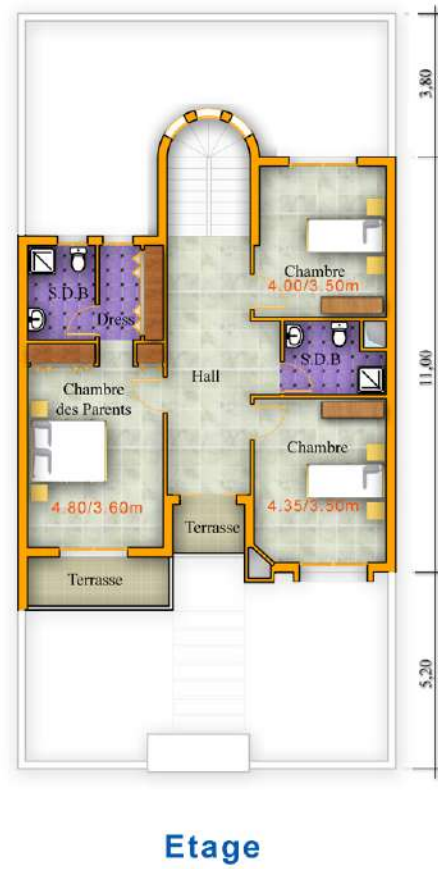 3,80
Chambre
4.00/3.50m
S.D.B
Dress
S.D.B
11,00
Hall
Chambre
des Parents
Chambre
4.80/3.60m
4.35/3.50m
Terrasse
Terrasse
5,20
Etage